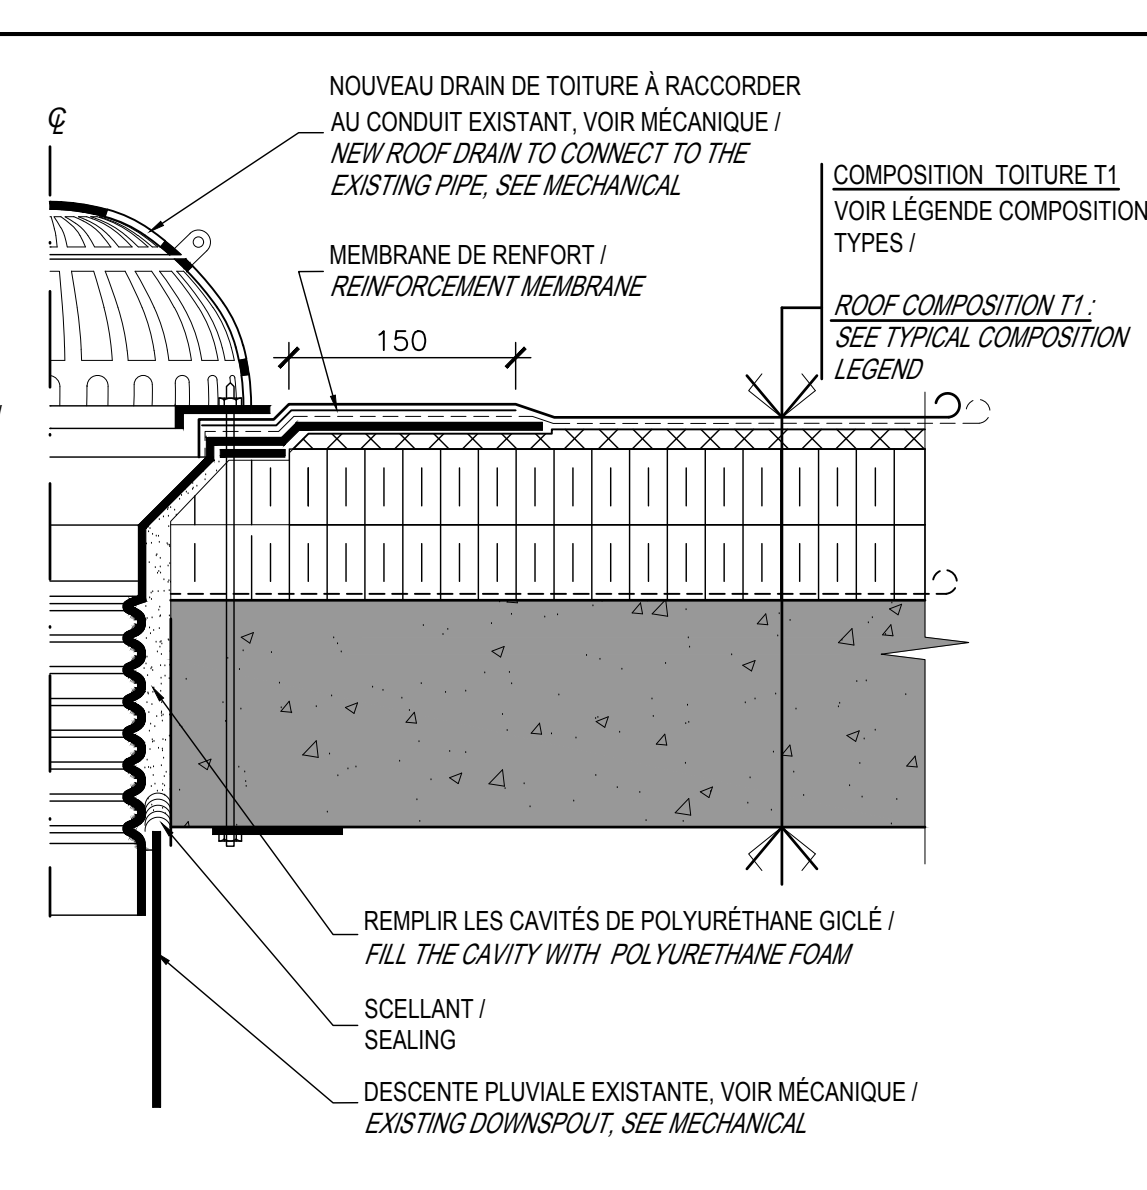 ℄
NOUVEAU DRAIN DE TOITURE À RACCORDER
AU CONDUIT EXISTANT, VOIR MÉCANIQUE /
NEW ROOF DRAIN TO CONNECT TO THE
EXISTING PIPE, SEE MECHANICAL
MEMBRANE DE RENFORT /
REINFORCEMENT MEMBRANE
150
COMPOSITION TOITURE T1
VOIR LÉGENDE COMPOSITION
TYPES /
ROOF COMPOSITION T1 :
SEE TYPICAL COMPOSITION
LEGEND
REMPLIR LES CAVITÉS DE POLYURÉTHANE GICLÉ /
FILL THE CAVITY WITH POLYURETHANE FOAM
SCELLANT /
SEALING
DESCENTE PLUVIALE EXISTANTE, VOIR MÉCANIQUE /
EXISTING DOWNSPOUT, SEE MECHANICAL